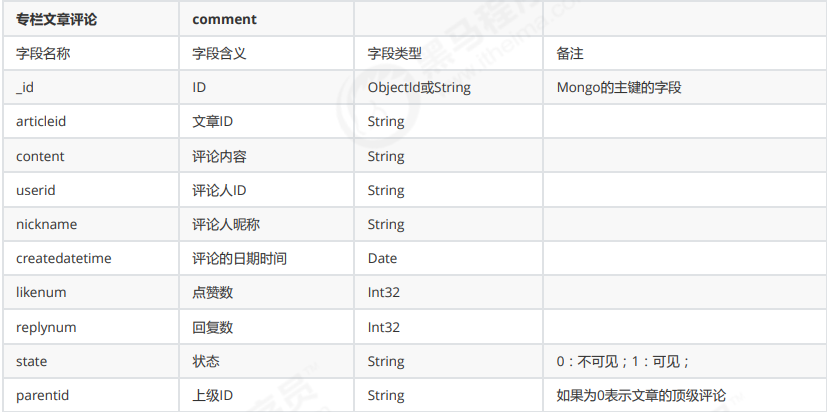 专栏文章评论 comment
字段名称 字段含义 字段类型 备注
_id ID ObjectId或String Mongo的主键的字段
articleid 文章ID String
content 评论内容 String
userid 评论人ID String
nickname 评论人昵称 String
createdatetime 评论的日期时间 Date
likenum 点赞数 Int32
replynum 回复数 Int32
state 状态 String 0：不可见；1：可见；
parentid 上级ID String 如果为0表示文章的顶级评论